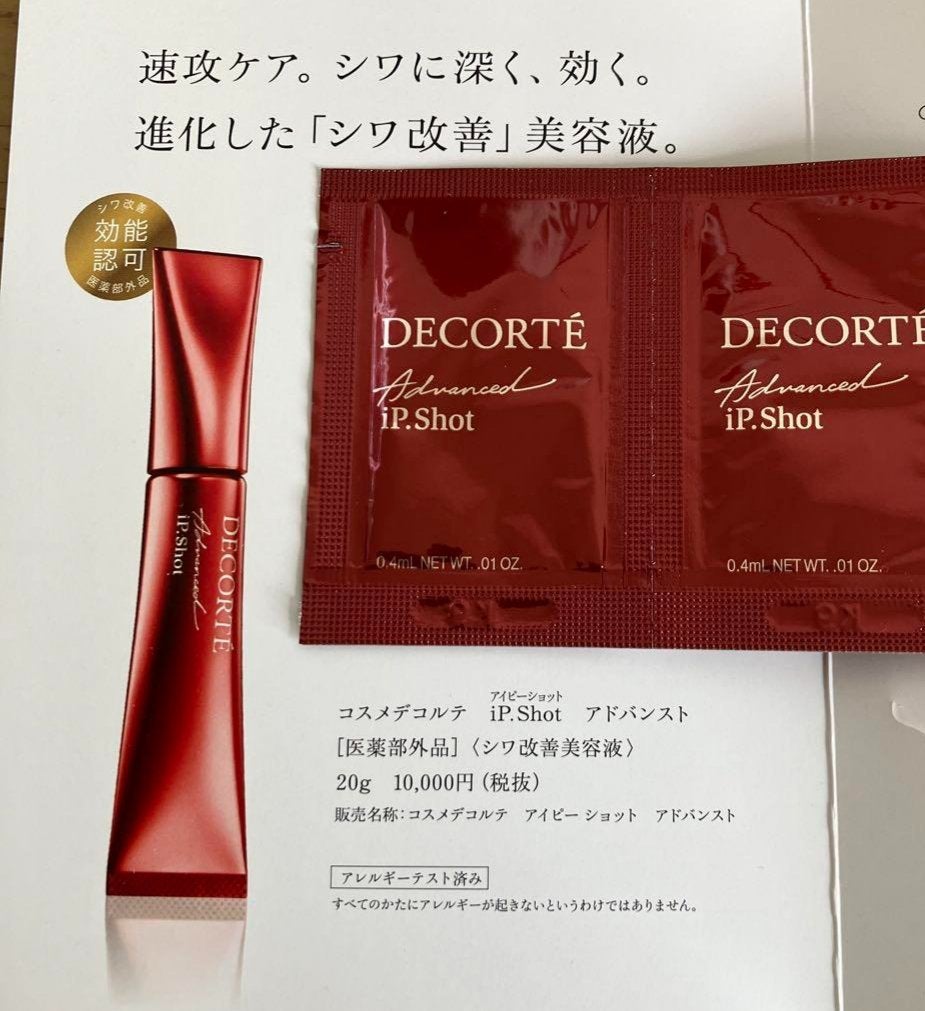 速攻ケア。シワに深く、効く。
進化した「シワ改善」美容液。
シワ改善
効能
認可
医薬部外品
DECORTÉ
Advanced
iP.Shot
0.4mL NET WT. .01 OZ.
DECORTÉ
Advanced
iP.Shot
0.4mL NET WT. .01 OZ.
DECORTÉ
Advanced
iP.Shot
アイピーショット
コスメデコルテ iP.Shot アドバンスト
[医薬部外品]〈シワ改善美容液〉
20g 10,000円(税抜)
販売名称:コスメデコルテ アイピー ショット アドバンスト
アレルギーテスト済み
すべてのかたにアレルギーが起きないというわけではありません。